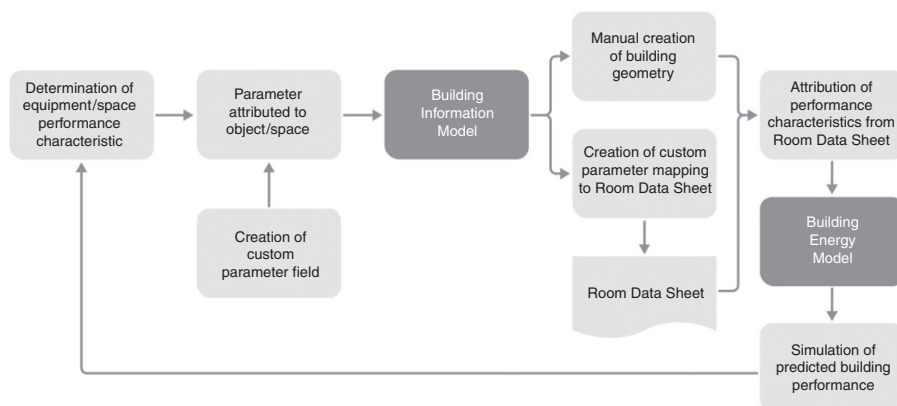 Determination of
equipment/space
performance
characteristic
Parameter
attributed to
object/space
Creation of
custom
parameter field
Building
Information
Model
Manual creation
of building
geometry
Creation of custom
parameter mapping
to Room Data Sheet
Room Data Sheet
Attribution of
performance
characteristics from
Room Data Sheet
Building
Energy
Model
Simulation of
predicted building
performance